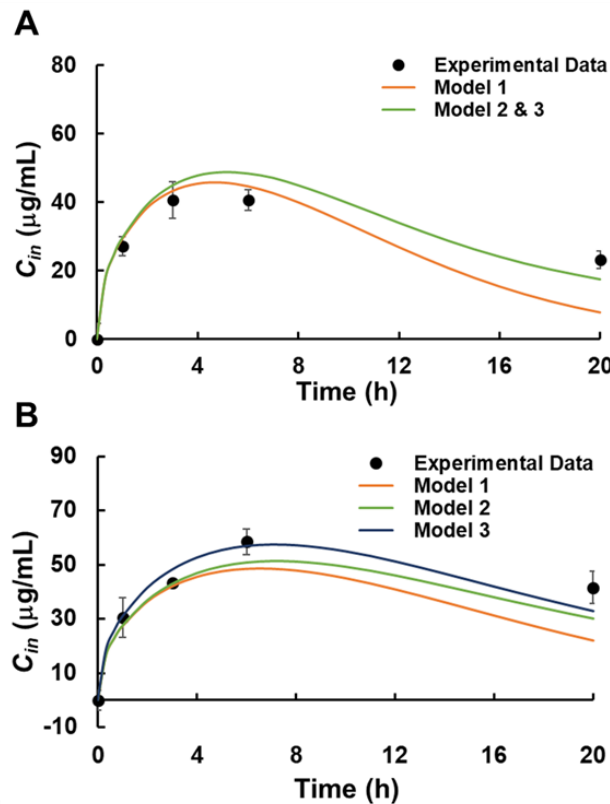 A
80
60
40
20
0
C_in (μg/mL)
Experimental Data
Model 1
Model 2 & 3
0 4 8 12 16 20
Time (h)
B
90
70
50
30
10
-10
C_in (μg/mL)
Experimental Data
Model 1
Model 2
Model 3
0 4 8 12 16 20
Time (h)